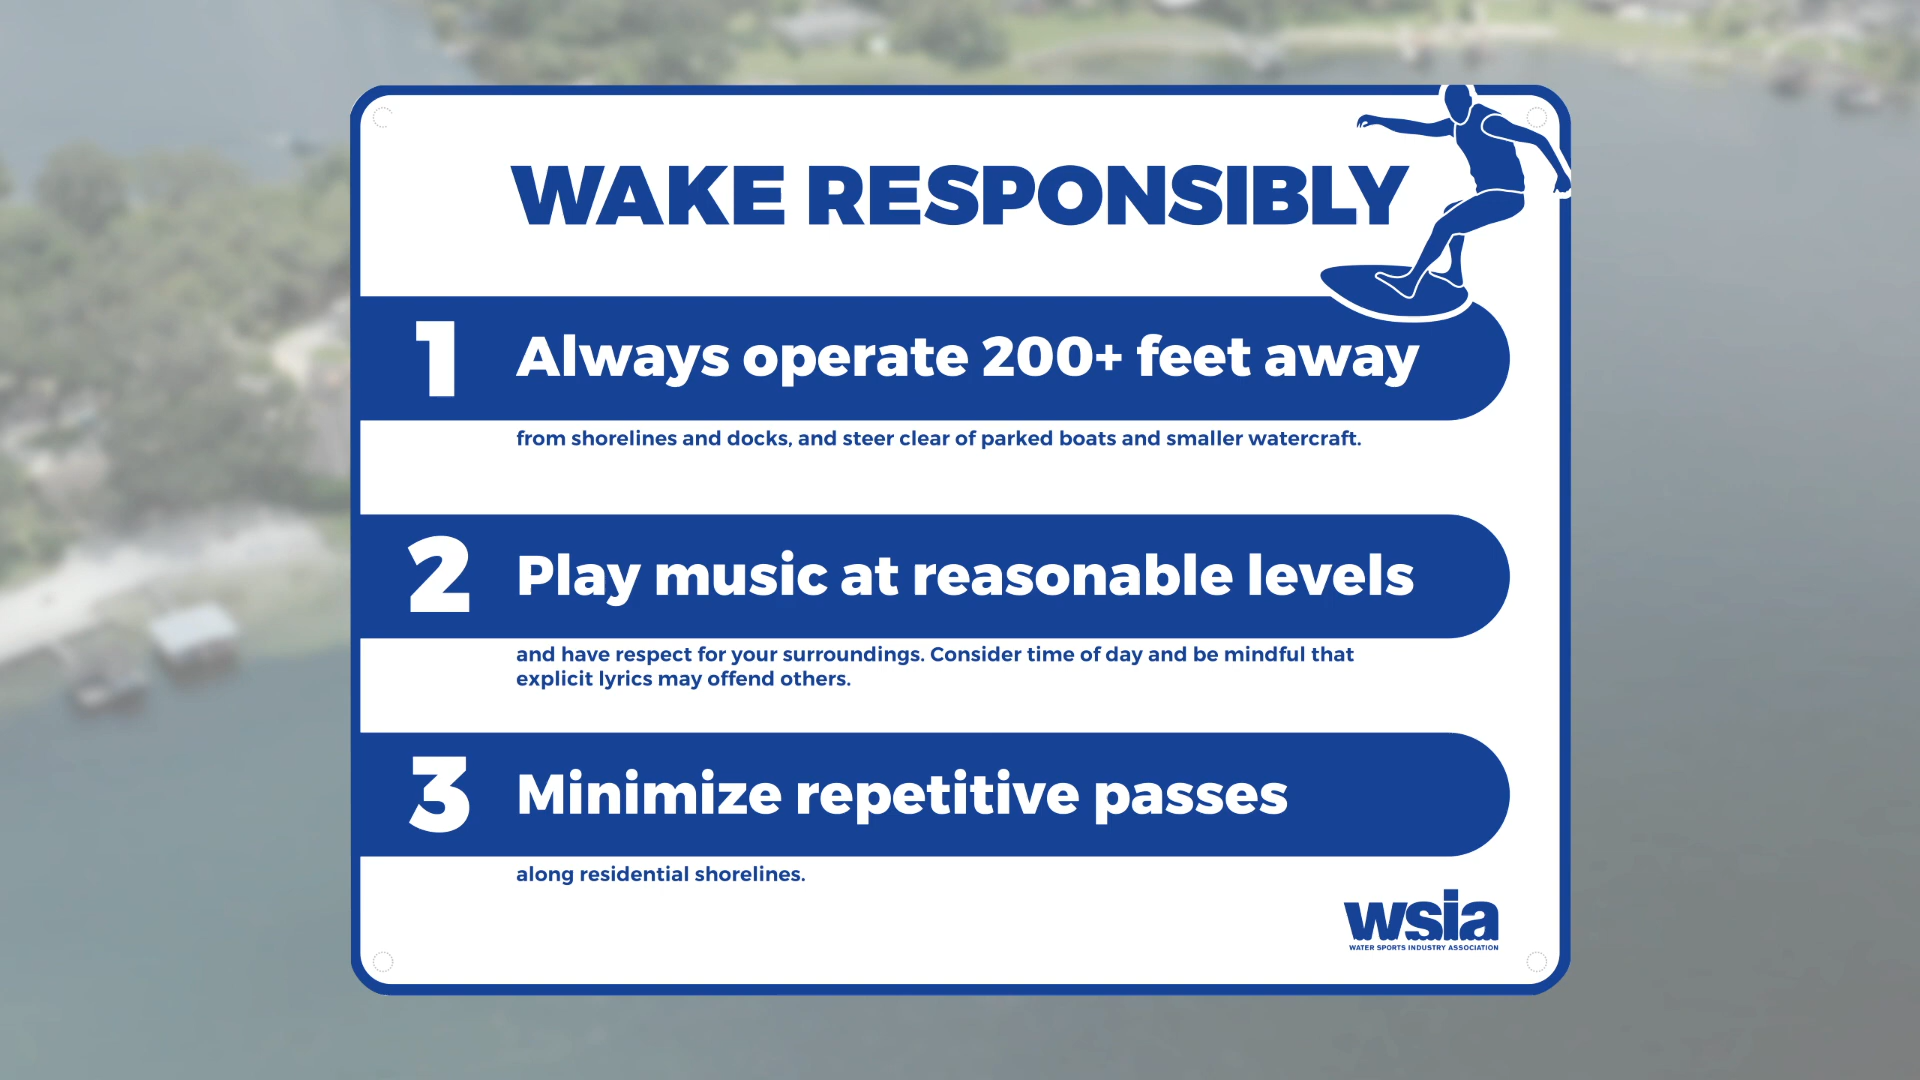 WAKE RESPONSIBLY
1 Always operate 200+ feet away
from shorelines and docks, and steer clear of parked boats and smaller watercraft.
2 Play music at reasonable levels
and have respect for your surroundings. Consider time of day and be mindful that
explicit lyrics may offend others.
3 Minimize repetitive passes
along residential shorelines.
wsia
WATER SPORTS INDUSTRY ASSOCIATION